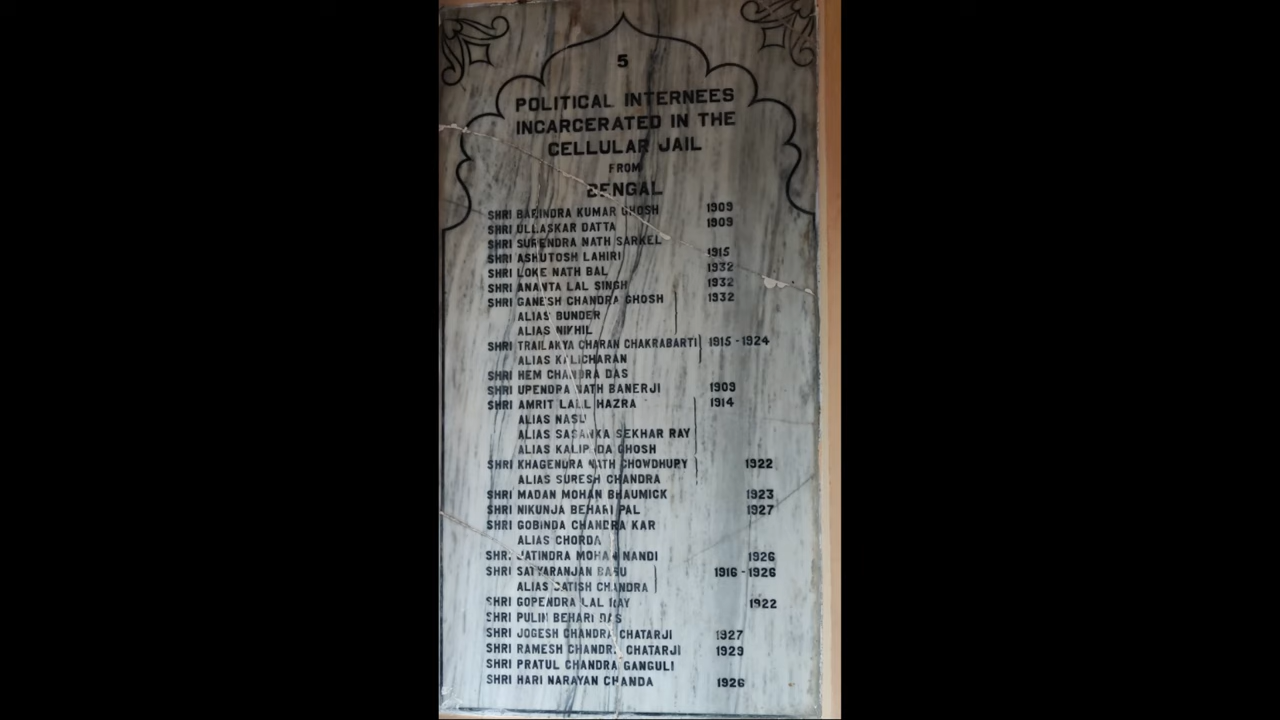 5
POLITICAL INTERNEES
INCARCERATED IN THE
CELLULAR JAIL
FROM
BENGAL
SHRI BARINDRA KUMAR GHOSH 1909
SHRI ULLASKAR DATTA 1909
SHRI SURENDRA NATH SARKEL
SHRI ASHUTOSH LAHIRI 1915
SHRI LOKE NATH BAL 1932
SHRI ANANTA LAL SINGH 1932
SHRI GANESH CHANDRA GHOSH 1932
ALIAS BUNDER
ALIAS NIKHIL
SHRI TRAILAKYA CHARAN CHAKRABARTI 1915 - 1924
ALIAS KALICHARAN
SHRI HEM CHANDRA DAS
SHRI UPENDRA NATH BANERJI 1909
SHRI AMRIT LALL HAZRA 1914
ALIAS NASU
ALIAS SASANKA SEKHAR RAY
ALIAS KALIPADA GHOSH
SHRI KHAGENDRA NATH CHOWDHUPY 1922
ALIAS SURESH CHANDRA
SHRI MADAN MOHAN BHAUMICK 1923
SHRI NIKUNJA BEHARI PAL 1927
SHRI GOBINDA CHANDRA KAR
ALIAS CHORDA
SHRI JATINDRA MOHAN NANDI 1926
SHRI SATYARANJAN BASU 1916 - 1926
ALIAS SATISH CHANDRA
SHRI GOPENDRA LAL RAY 1922
SHRI PULIN BEHARI DAS
SHRI JOGESH CHANDRA CHATARJI 1927
SHRI RAMESH CHANDRA CHATARJI 1929
SHRI PRATUL CHANDRA GANGULI
SHRI HARI NARAYAN CHANDA 1926